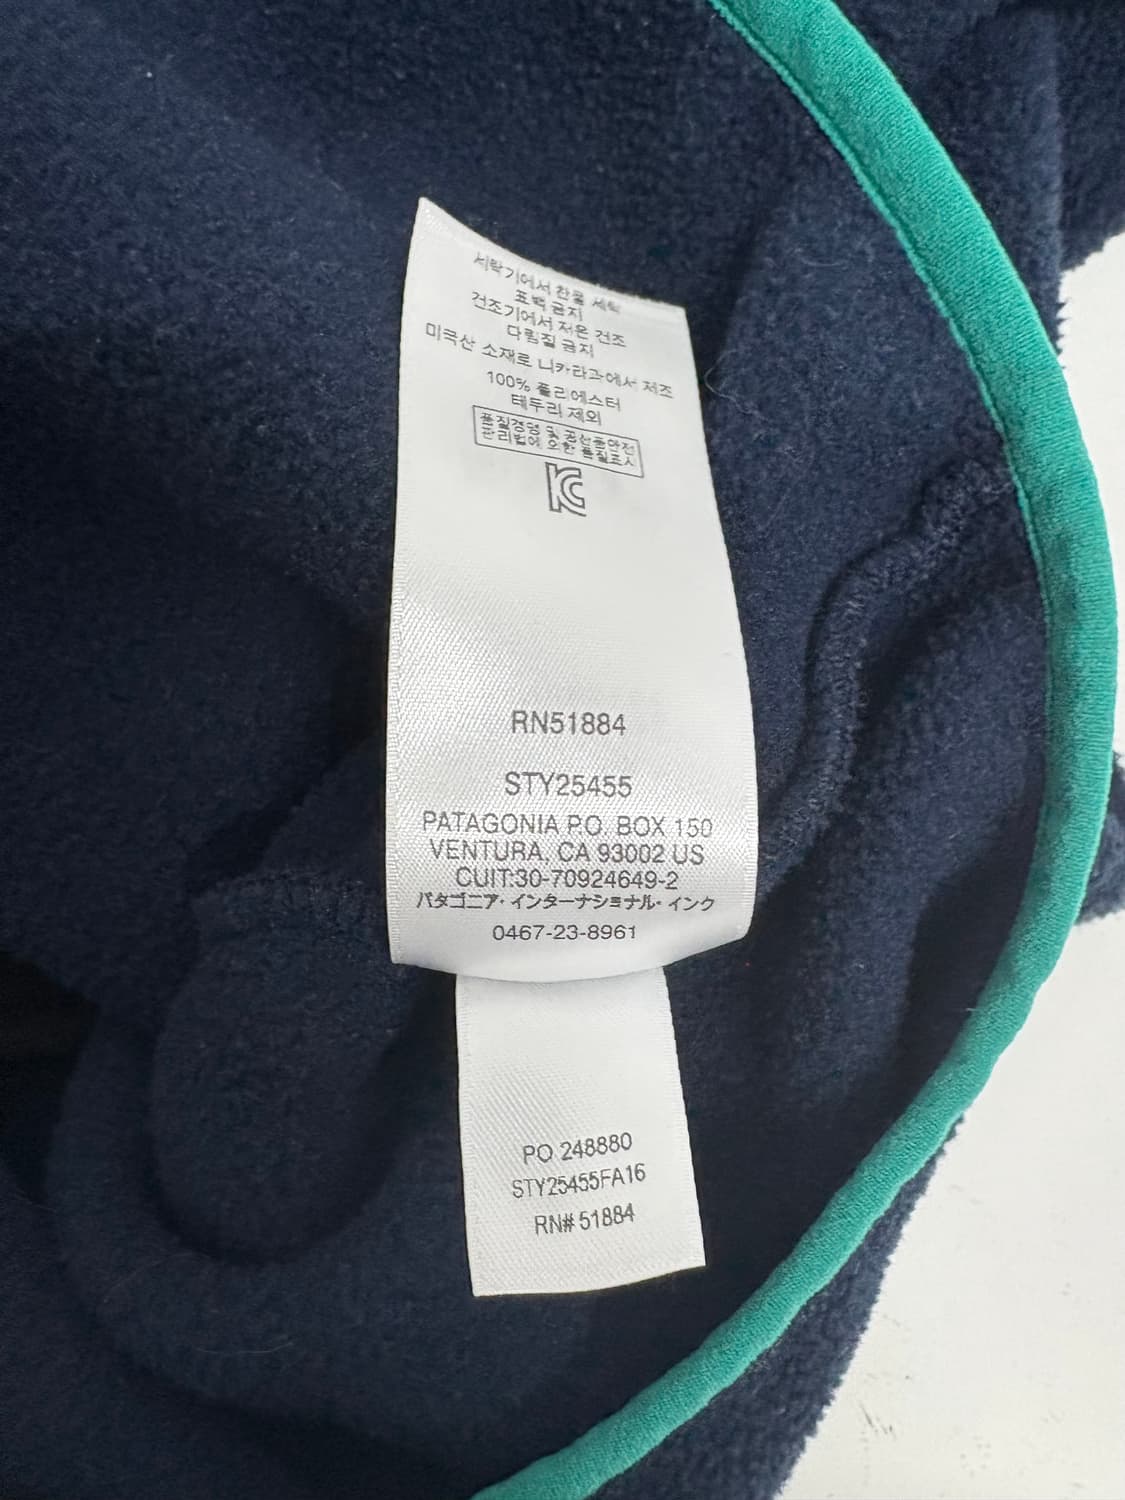 세탁기에서 찬물 세탁
표백 금지
건조기에서 저온 건조
다림질 금지
미국산 소재로 니카라과에서 제조
100% 폴리에스터
테두리 제외
품질경영 및 공산품안전
관리법에 의한 품질표시
KC
RN51884
STY25455
PATAGONIA P.O. BOX 150
VENTURA, CA 93002 US
CUIT:30-70924649-2
パタゴニア・インターナショナル・インク
0467-23-8961
PO 248880
STY25455FA16
RN# 51884